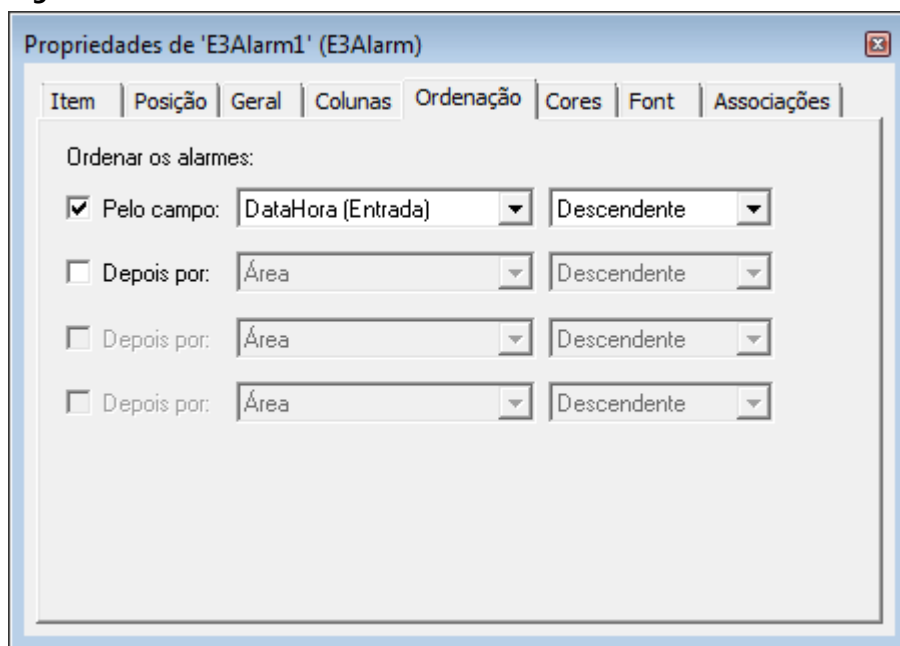 Propriedades de 'E3Alarm1' (E3Alarm)
Item Posição Geral Colunas Ordenação Cores Font Associações
Ordenar os alarmes:
Pelo campo: DataHora (Entrada) Descendente
Depois por: Área Descendente
Depois por: Área Descendente
Depois por: Área Descendente